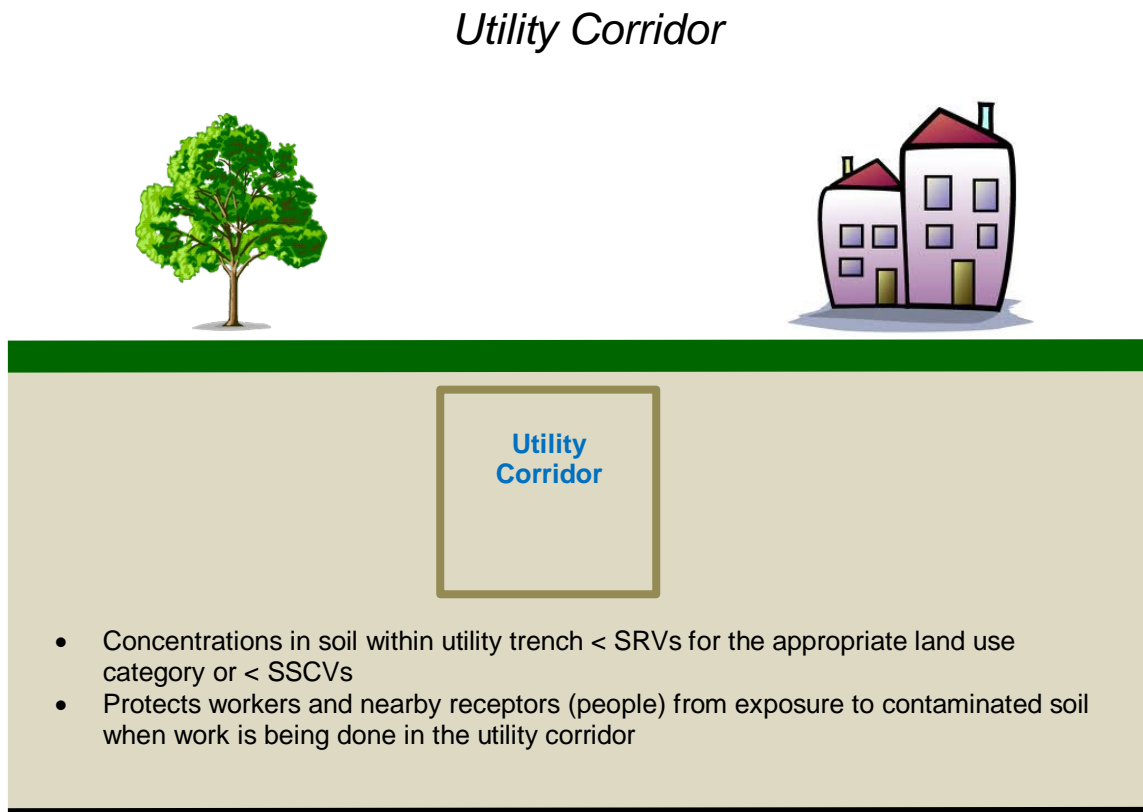 Utility Corridor
Utility
Corridor
• Concentrations in soil within utility trench < SRVs for the appropriate land use
category or < SSCVs
• Protects workers and nearby receptors (people) from exposure to contaminated soil
when work is being done in the utility corridor